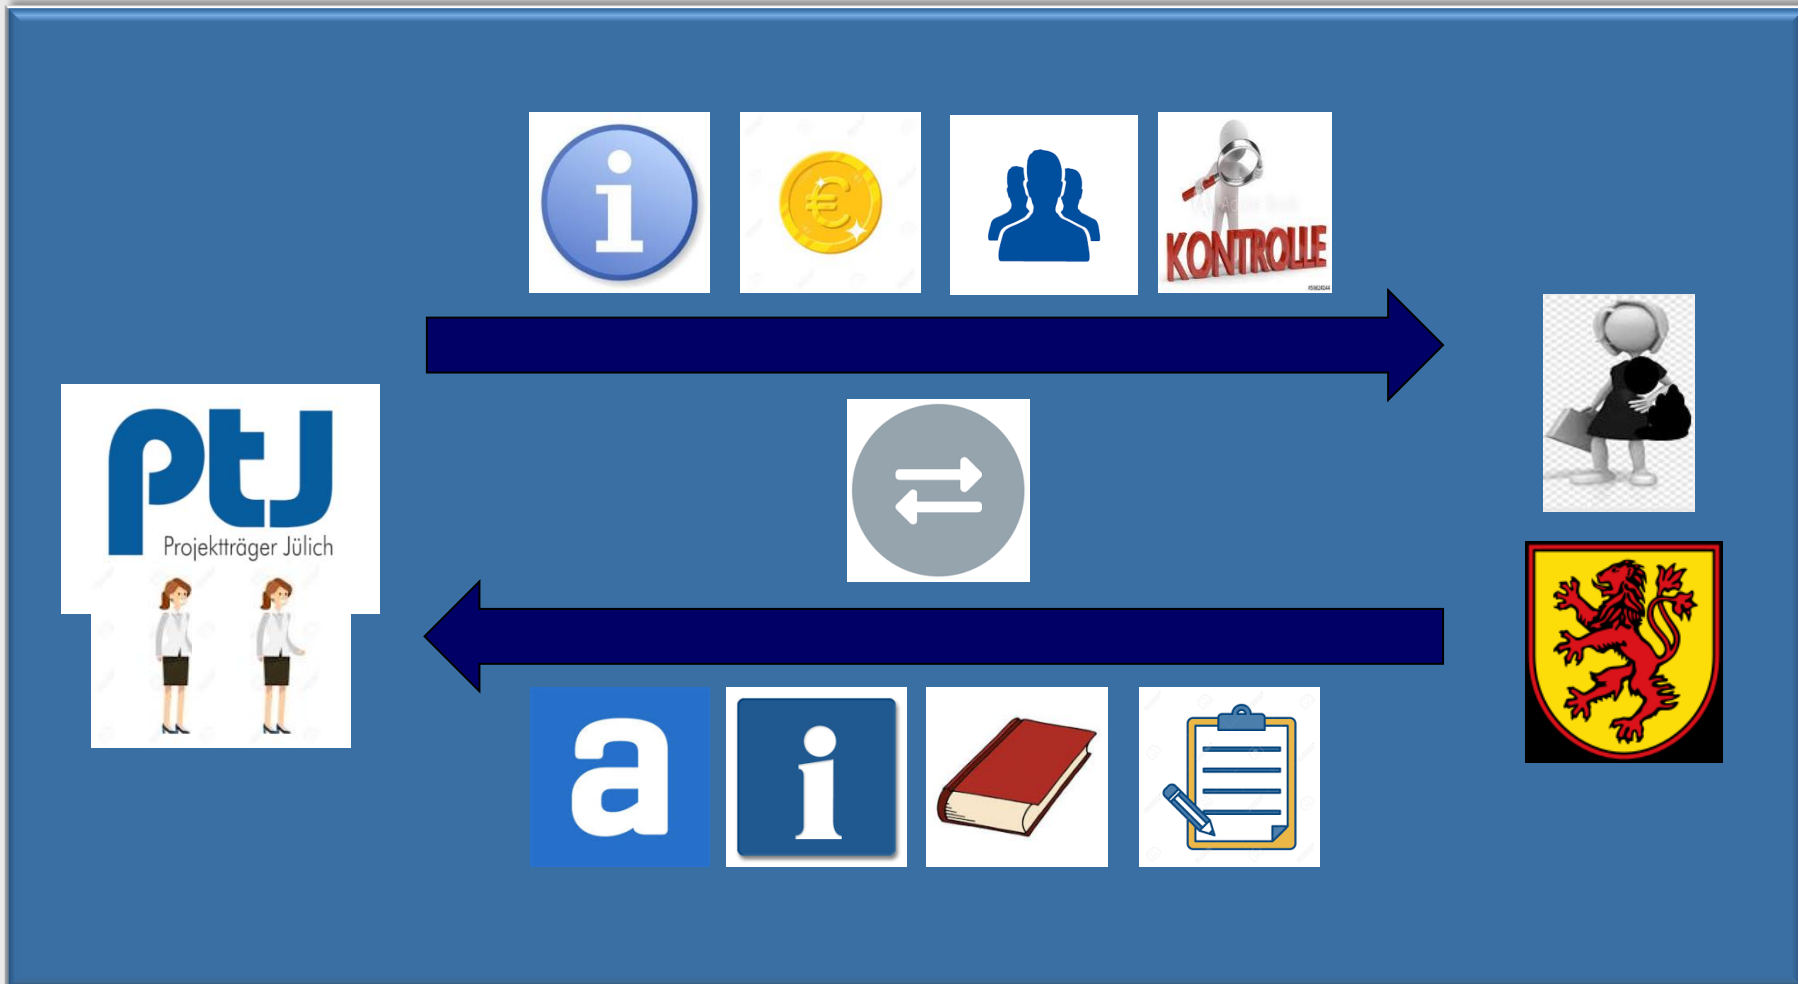 i
€
KONTROLLE
ptJ
Projektträger Jülich
a
i